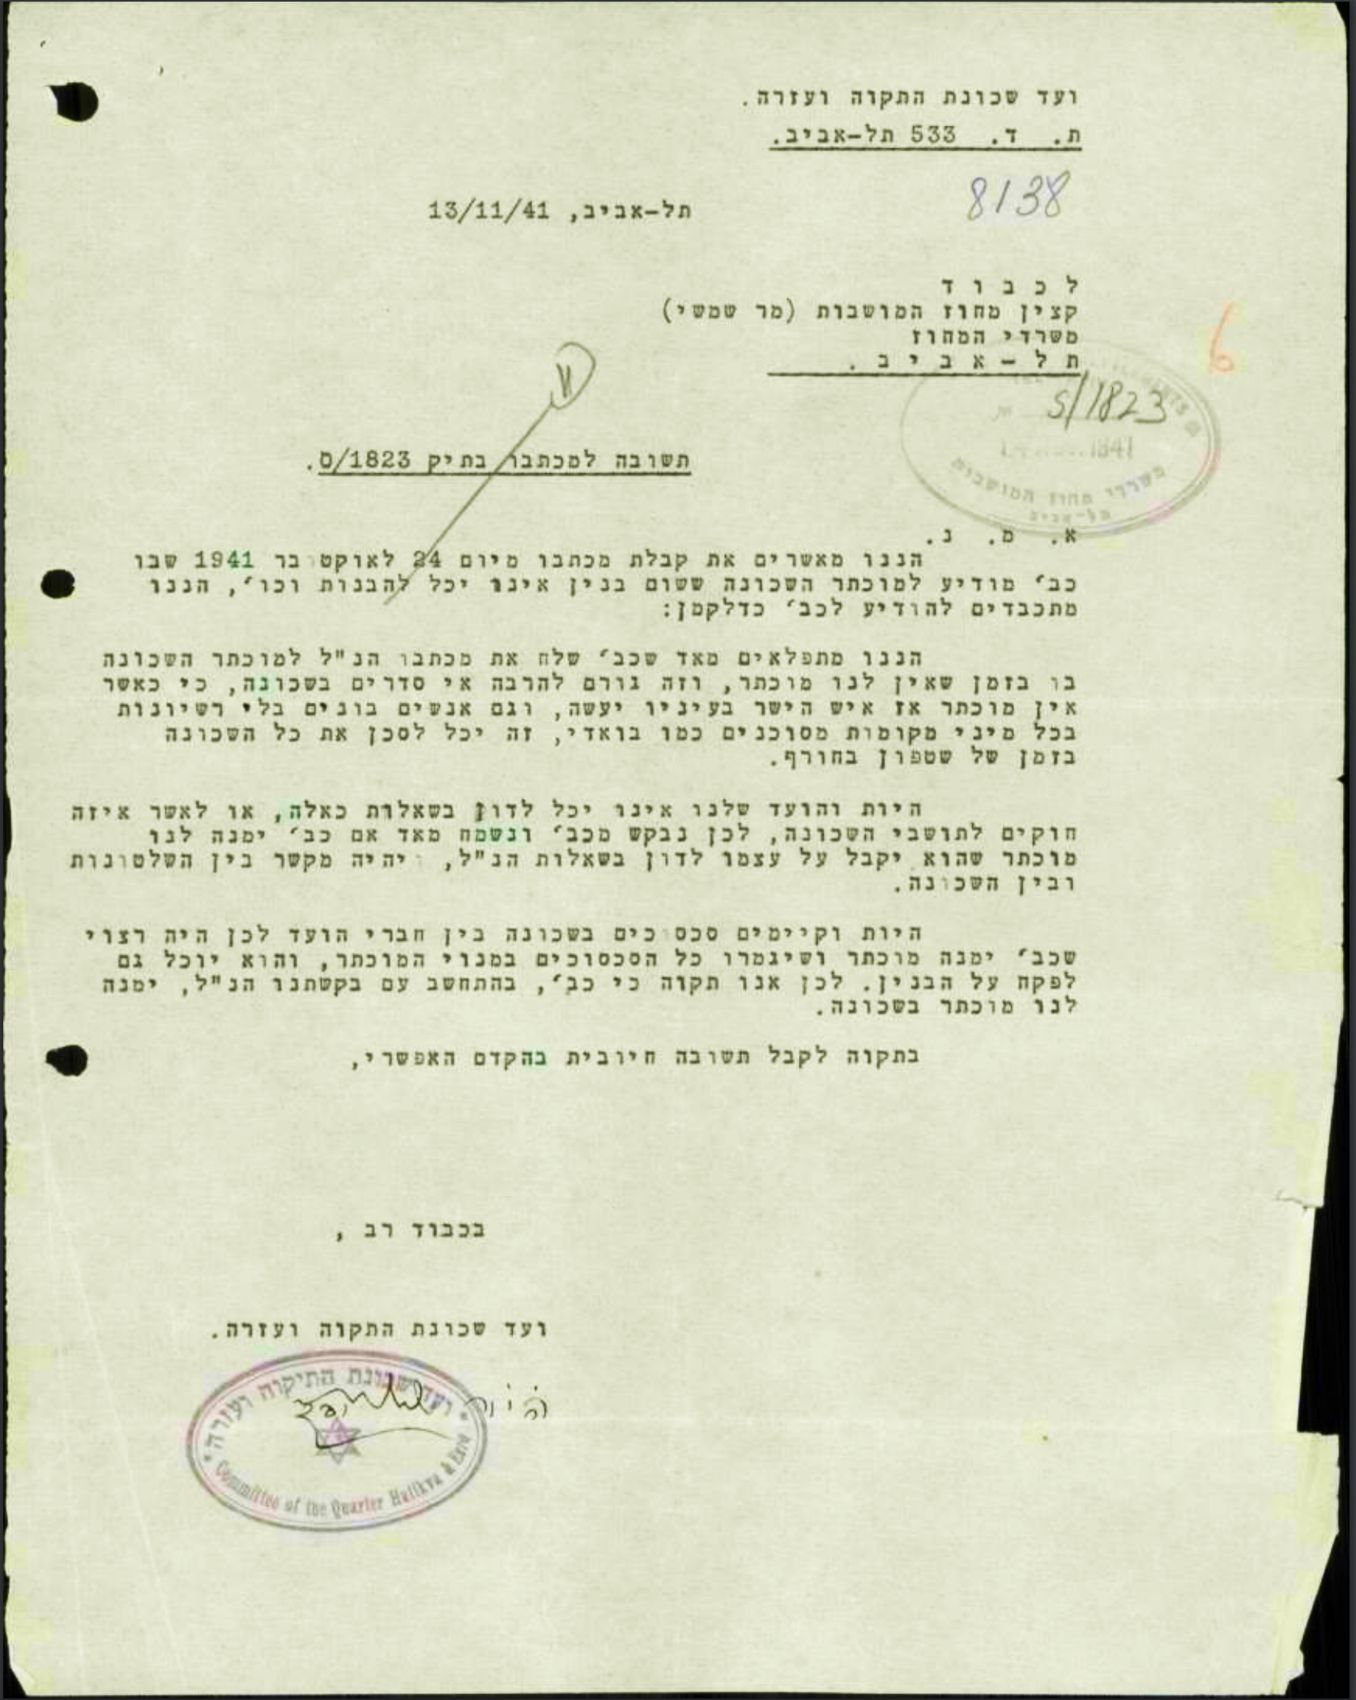 ועד שכונת התקוה ועזרה.
ת. ד. 533 תל-אביב.
8138
תל-אביב, 13/11/41
ל כ ב ו ד
קצין מחוז המושבות (מר שמשי)
משרדי המחוז
ת ל - א ב י ב .
6
S/1823
משרדי מחוז המושבות
תל-אביב
תשובה למכתבו בתיק 1823/ס.
א. מ. נ.
הננו מאשרים את קבלת מכתבו מיום 24 לאוקטובר 1941 שבו
כב' מודיע למוכתר השכונה ששום בנין אינו יכל להבנות וכו', הננו
מתכבדים להודיע לכב' כדלקמן:
הננו מתפלאים מאד שכב' שלח את מכתבו הנ"ל למוכתר השכונה
בו בזמן שאין לנו מוכתר, וזה גורם להרבה אי סדרים בשכונה, כי כאשר
אין מוכתר אז איש הישר בעיניו יעשה, וגם אנשים בונים בלי רשיונות
בכל מיני מקומות מסוכנים כמו בואדי, זה יכל לסכן את כל השכונה
בזמן של שטפון בחורף.
היות והועד שלנו אינו יכל לדון בשאלות כאלה, או לאשר איזה
חוקים לתושבי השכונה, לכן נבקש מכב' ונשמח מאד אם כב' ימנה לנו
מוכתר שהוא יקבל על עצמו לדון בשאלות הנ"ל, ויהיה מקשר בין השלטונות
ובין השכונה.
היות וקיימים סכסוכים בשכונה בין חברי הועד לכן היה רצוי
שכב' ימנה מוכתר ושיגמרו כל הסכסוכים במנוי המוכתר, והוא יוכל גם
לפקח על הבנין. לכן אנו תקוה כי כב', בהתחשב עם בקשתנו הנ"ל, ימנה
לנו מוכתר בשכונה.
בתקוה לקבל תשובה חיובית בהקדם האפשרי,
בכבוד רב ,
ועד שכונת התקוה ועזרה.
ועד שכונת התיקוה ועזרה
היו"ר
Committee of the Quarter Hatikva & Esra